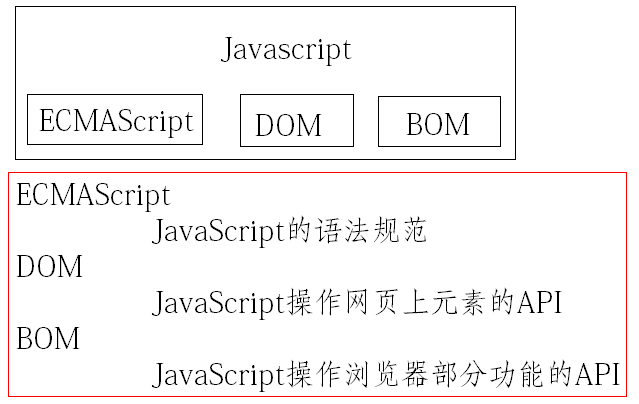 Javascript
ECMAScript DOM BOM
ECMAScript
JavaScript的语法规范
DOM
JavaScript操作网页上元素的API
BOM
JavaScript操作浏览器部分功能的API